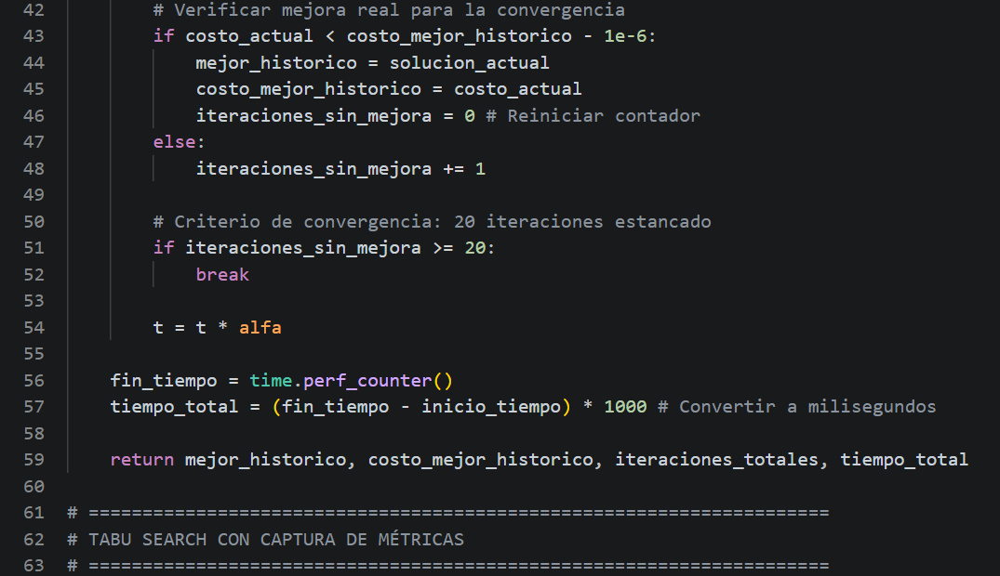 42 # Verificar mejora real para la convergencia
43 if costo_actual < costo_mejor_historico - 1e-6:
44 mejor_historico = solucion_actual
45 costo_mejor_historico = costo_actual
46 iteraciones_sin_mejora = 0 # Reiniciar contador
47 else:
48 iteraciones_sin_mejora += 1
49
50 # Criterio de convergencia: 20 iteraciones estancado
51 if iteraciones_sin_mejora >= 20:
52 break
53
54 t = t * alfa
55
56 fin_tiempo = time.perf_counter()
57 tiempo_total = (fin_tiempo - inicio_tiempo) * 1000 # Convertir a milisegundos
58
59 return mejor_historico, costo_mejor_historico, iteraciones_totales, tiempo_total
60
61 # =====================================================================
62 # TABU SEARCH CON CAPTURA DE MÉTRICAS
63 # =====================================================================